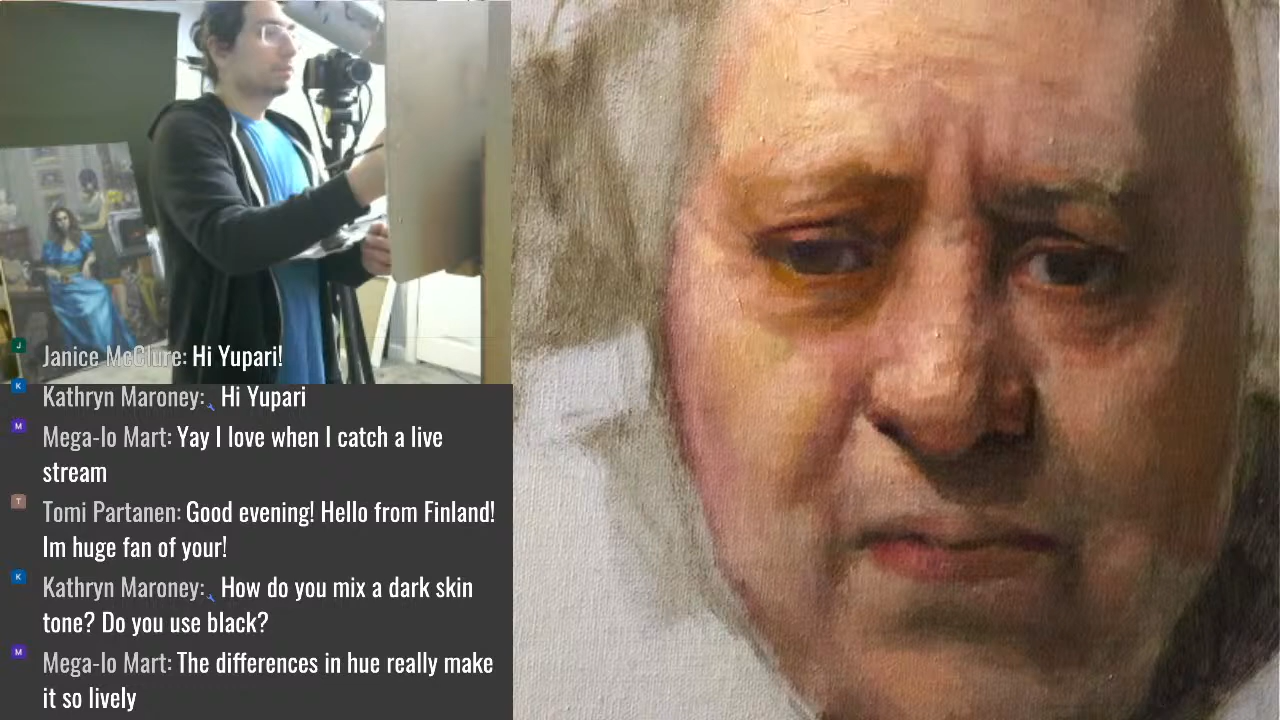 J
Janice McClure: Hi Yupari!
K
Kathryn Maroney: Hi Yupari
M
Mega-lo Mart: Yay I love when I catch a live
stream
T
Tomi Partanen: Good evening! Hello from Finland!
Im huge fan of your!
K
Kathryn Maroney: How do you mix a dark skin
tone? Do you use black?
M
Mega-lo Mart: The differences in hue really make
it so lively